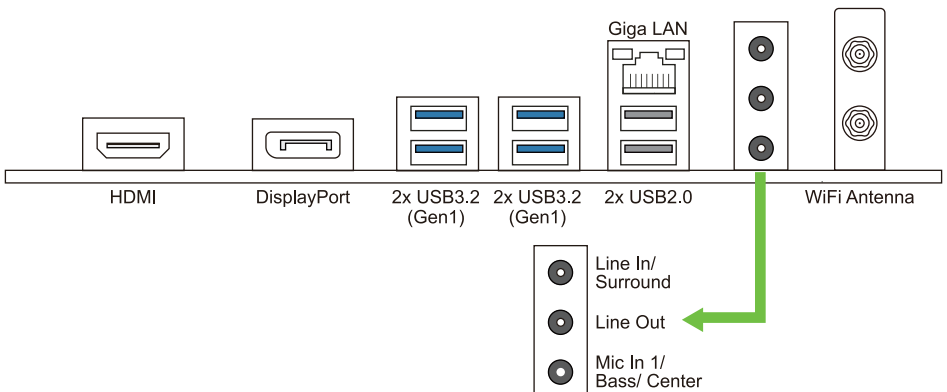 Giga LAN
HDMI
DisplayPort
2x USB3.2
(Gen1)
2x USB3.2
(Gen1)
2x USB2.0
WiFi Antenna
Line In/
Surround
Line Out
Mic In 1/
Bass/ Center